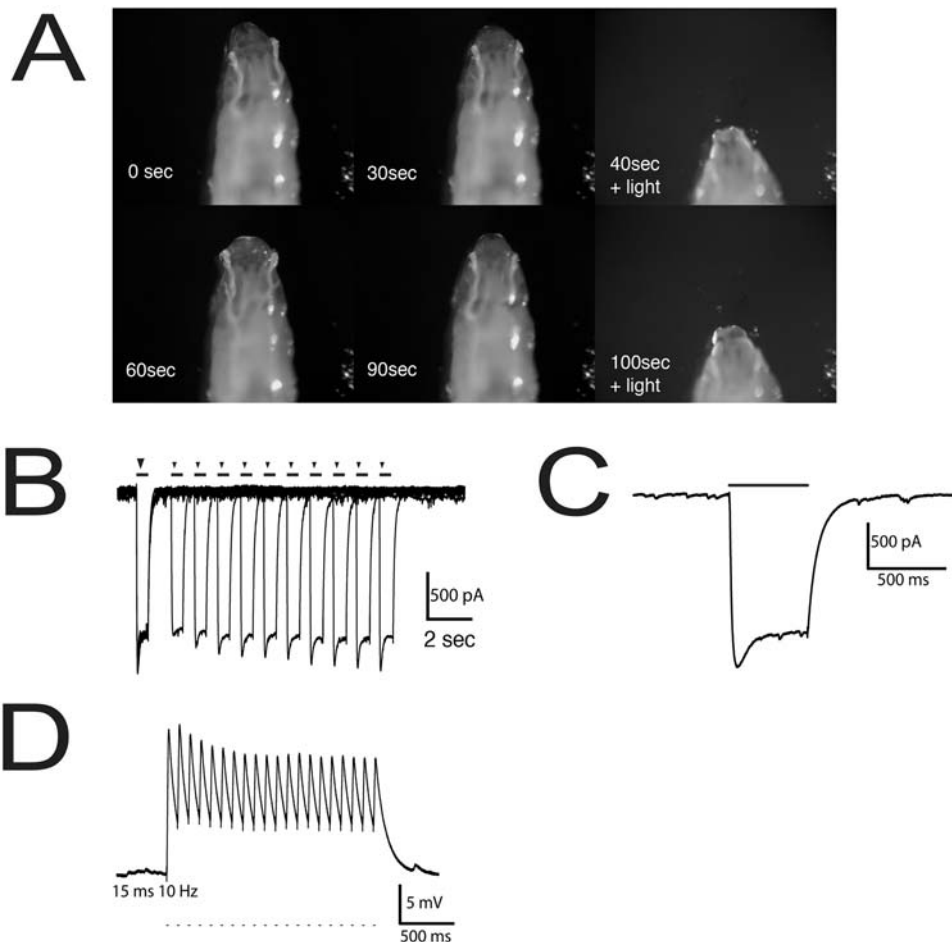 A
0 sec
30sec
40sec
+ light
60sec
90sec
100sec
+ light
B
500 pA
2 sec
C
500 pA
500 ms
D
15 ms 10 Hz
5 mV
500 ms